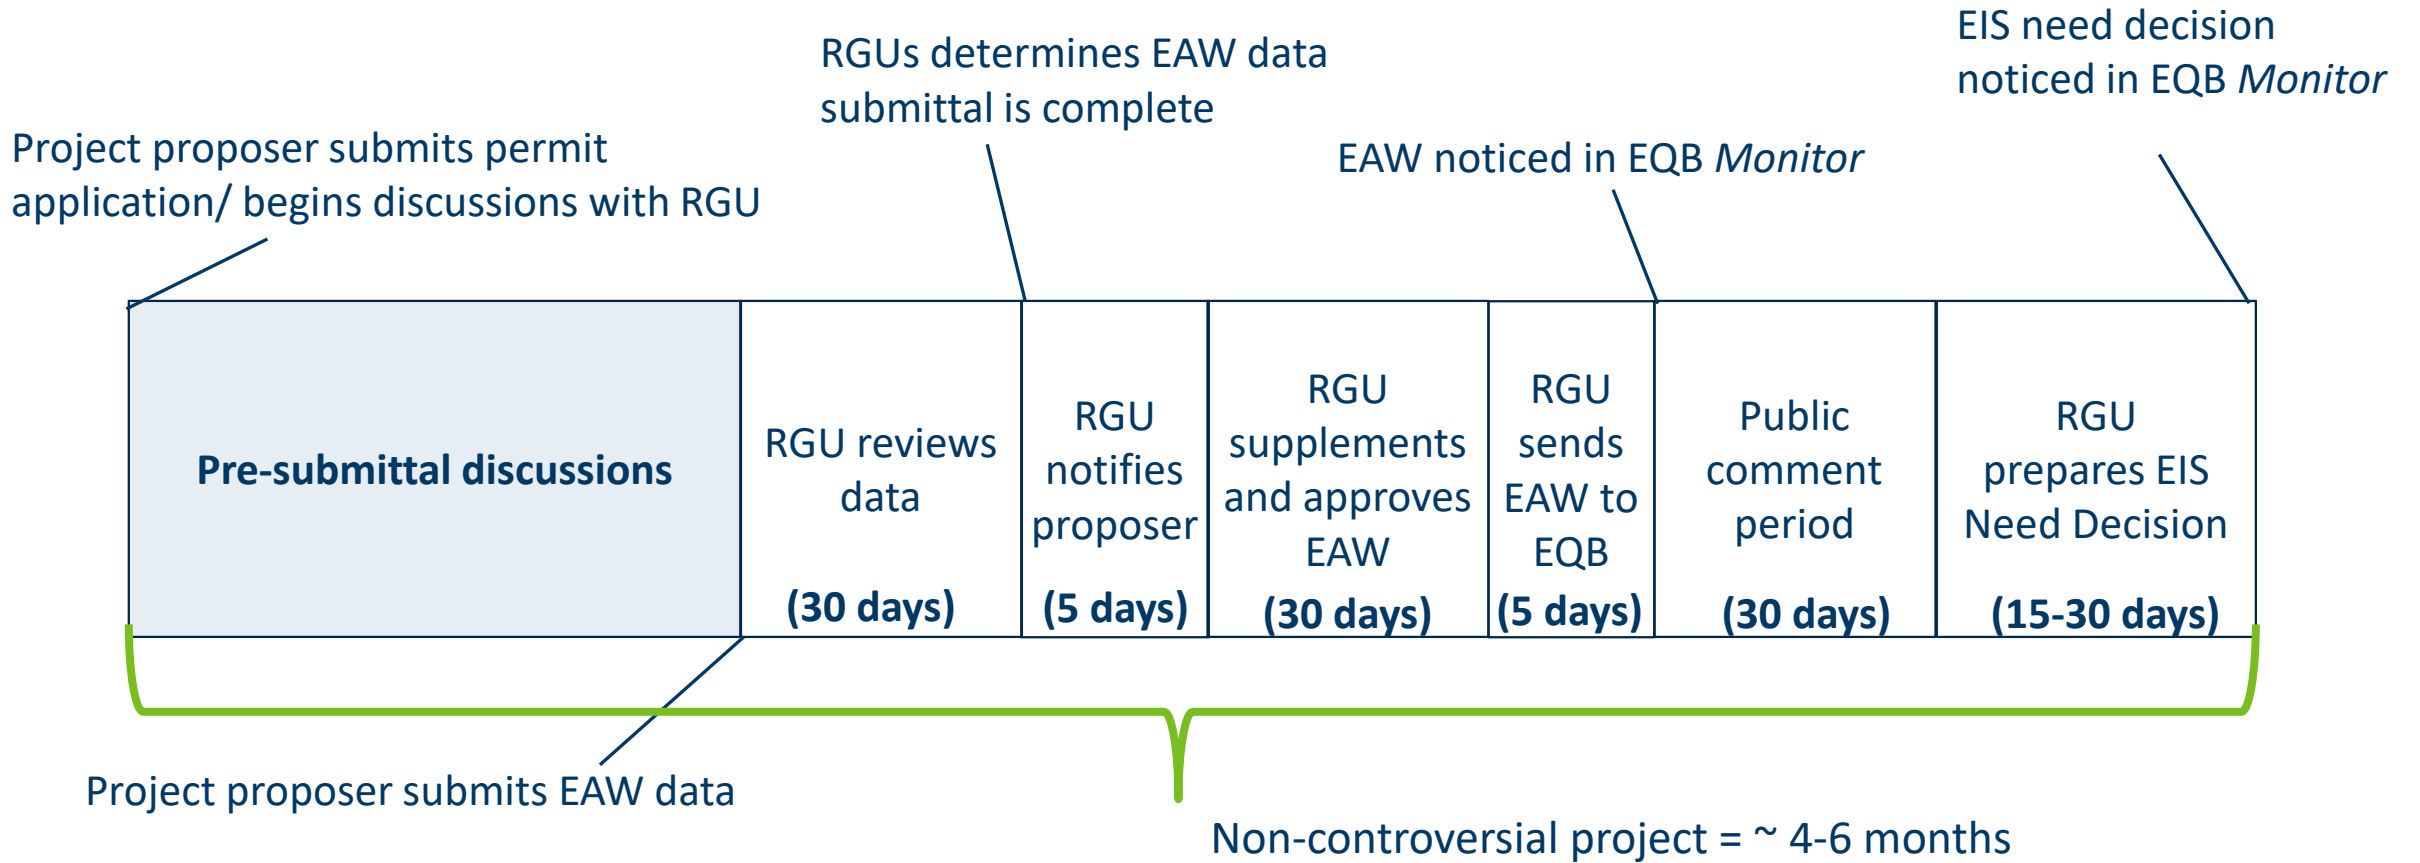 EIS need decision
noticed in EQB Monitor
RGUs determines EAW data
submittal is complete
Project proposer submits permit
application/ begins discussions with RGU
EAW noticed in EQB Monitor
Pre-submittal discussions
RGU reviews
data
(30 days)
RGU
notifies
proposer
(5 days)
RGU
supplements
and approves
EAW
(30 days)
RGU
sends
EAW to
EQB
(5 days)
Public
comment
period
(30 days)
RGU
prepares EIS
Need Decision
(15-30 days)
Project proposer submits EAW data
Non-controversial project = ~ 4-6 months